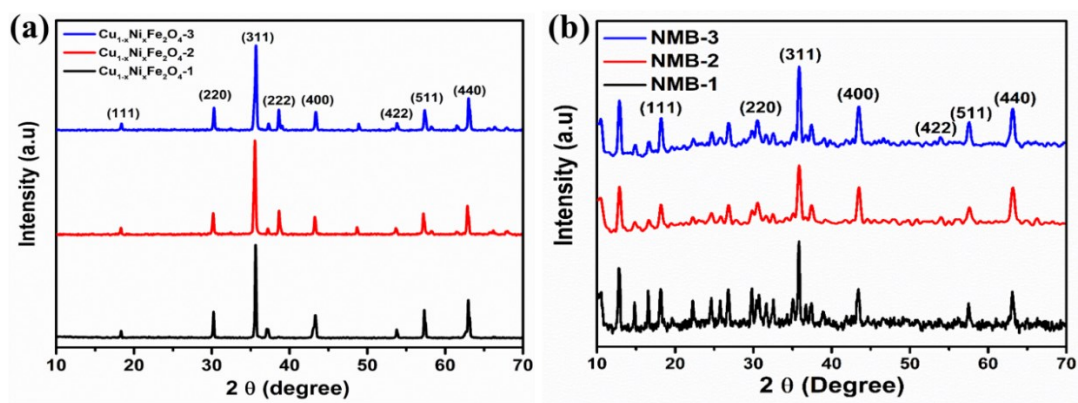 (a)
Cu₁₋ₓNiₓFe₂O₄-3
Cu₁₋ₓNiₓFe₂O₄-2
Cu₁₋ₓNiₓFe₂O₄-1
(111)
(220)
(311)
(222)
(400)
(422)
(511)
(440)
Intensity (a.u)
10 20 30 40 50 60 70
2 θ (degree)
(b)
NMB-3
NMB-2
NMB-1
(111)
(220)
(311)
(400)
(422)
(511)
(440)
Intensity (a.u)
10 20 30 40 50 60 70
2 θ (Degree)